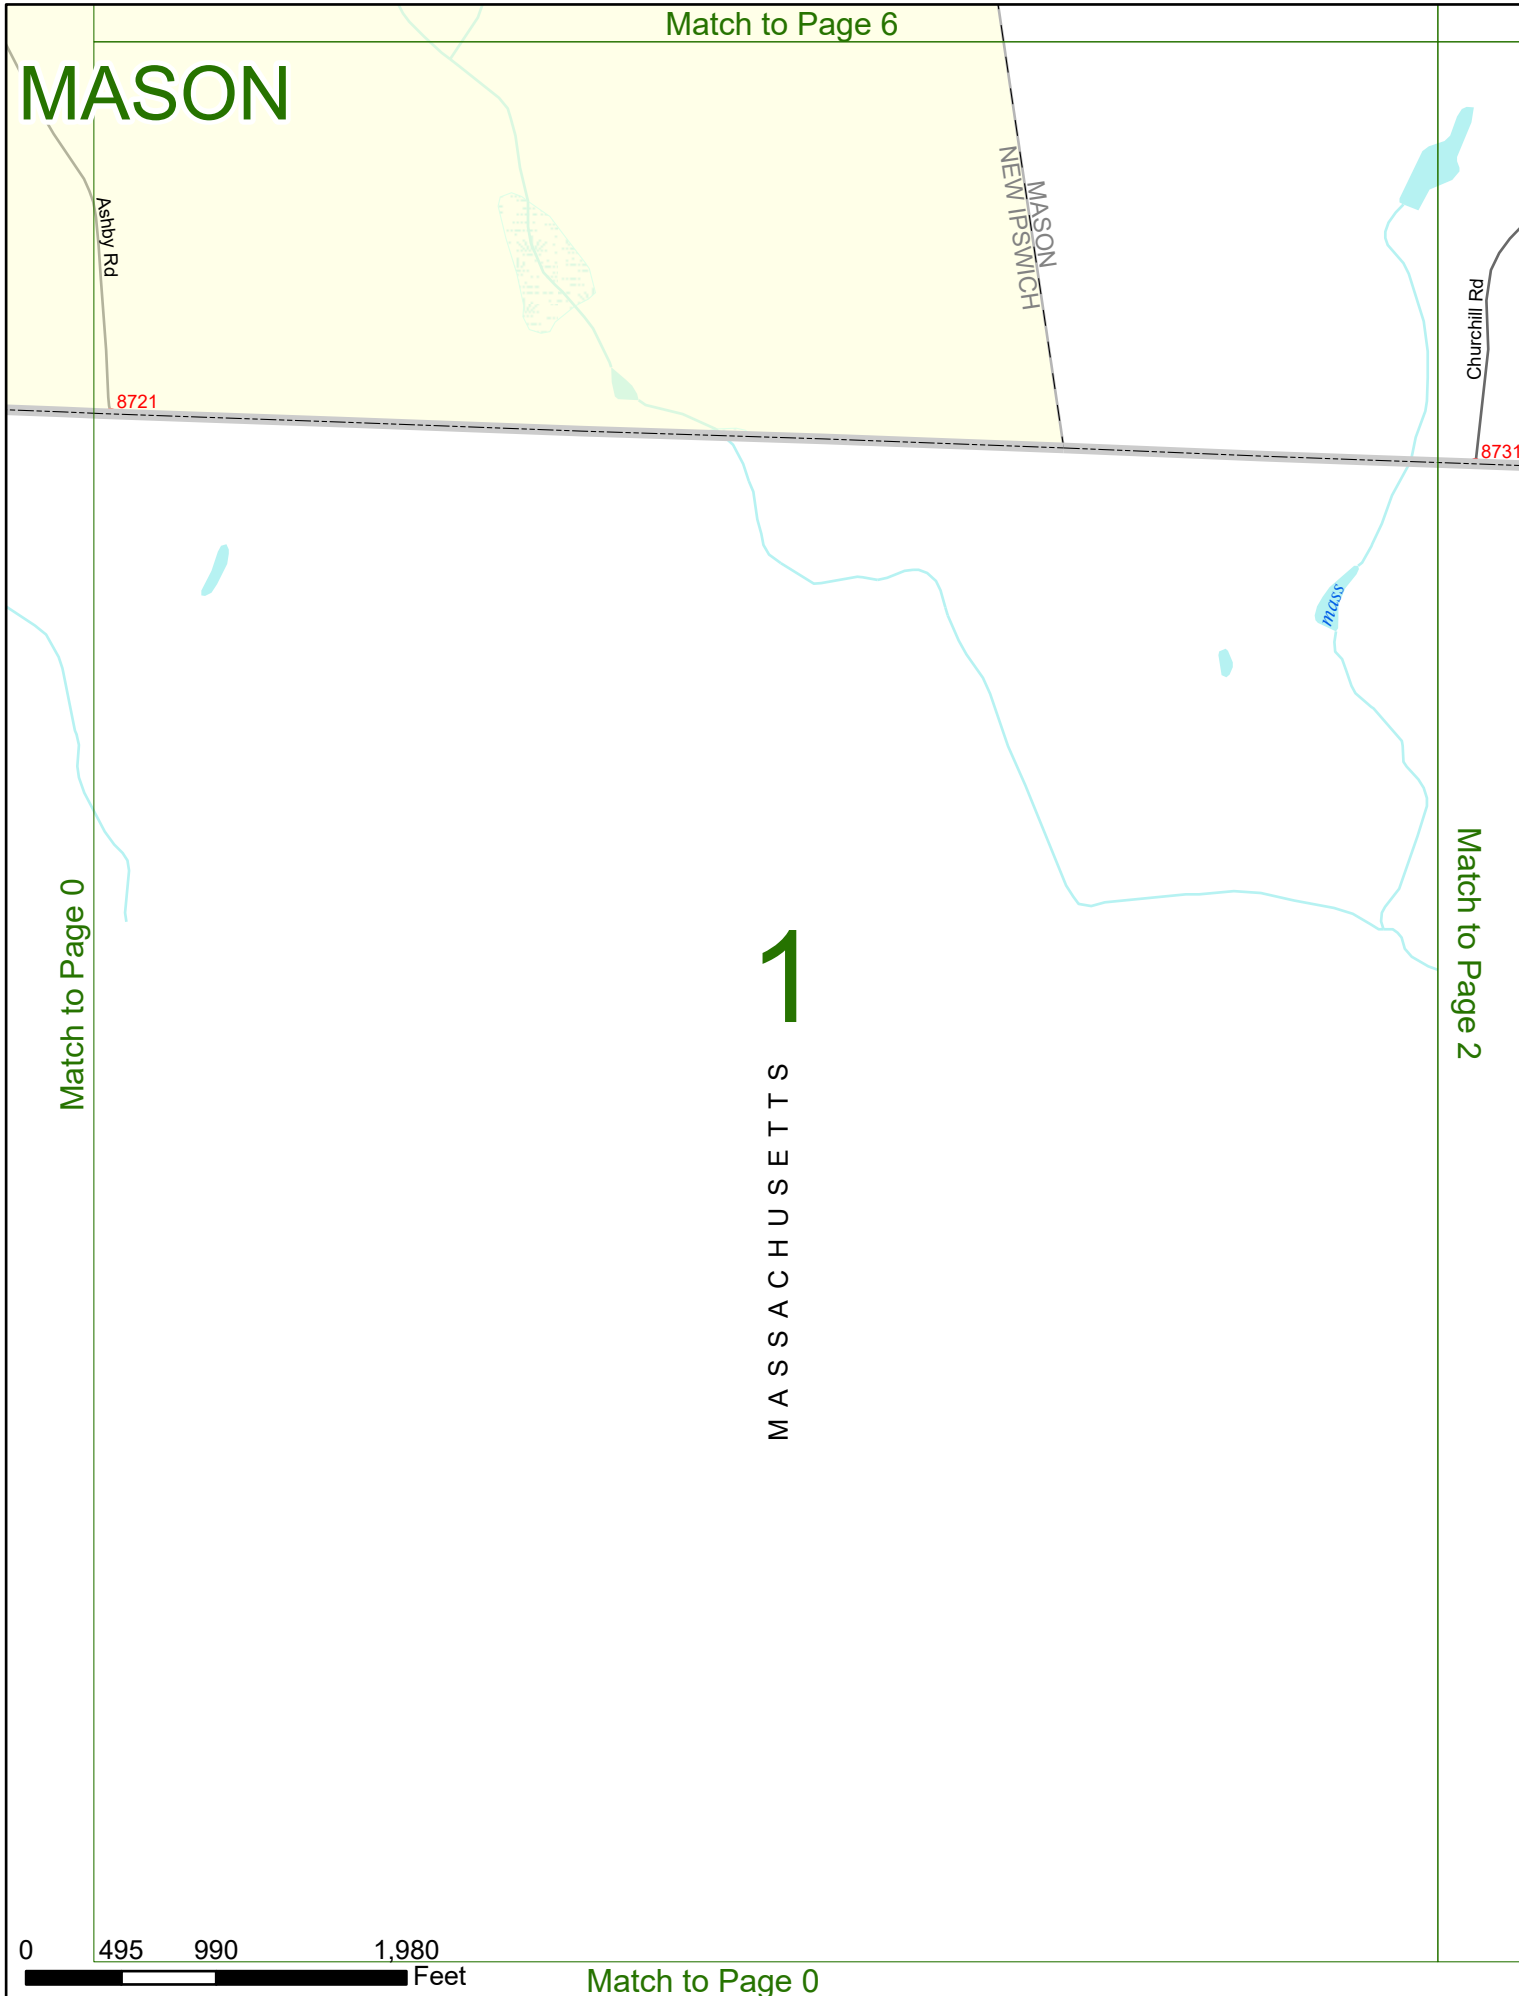 Match to Page 6
MASON
Ashby Rd
MASON
NEW IPSWICH
Churchill Rd
8721
8731
mass
Match to Page 0
Match to Page 2
1
MASSACHUSETTS
0 495 990 1,980
Feet
Match to Page 0